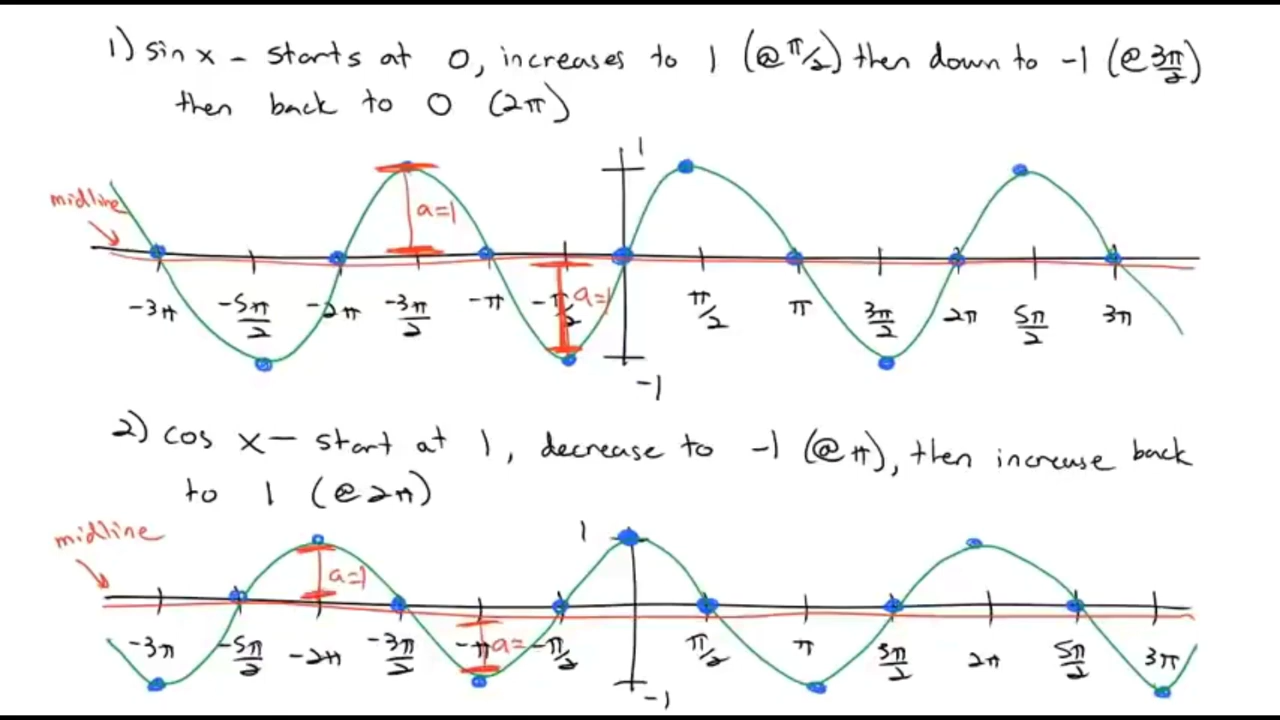 1) sin x - starts at 0, increases to 1 (@ π/2) then down to -1 (@ 3π/2)
then back to 0 (2π)
1
midline
a=1
-3π -5π/2 -2π -3π/2 -π -π/2 a=1 π/2 π 3π/2 2π 5π/2 3π
-1
2) cos x - start at 1, decrease to -1 (@ π), then increase back
to 1 (@ 2π)
midline
1
a=1
-3π -5π/2 -2π -3π/2 -π a= -π/2 π/2 π 3π/2 2π 5π/2 3π
-1